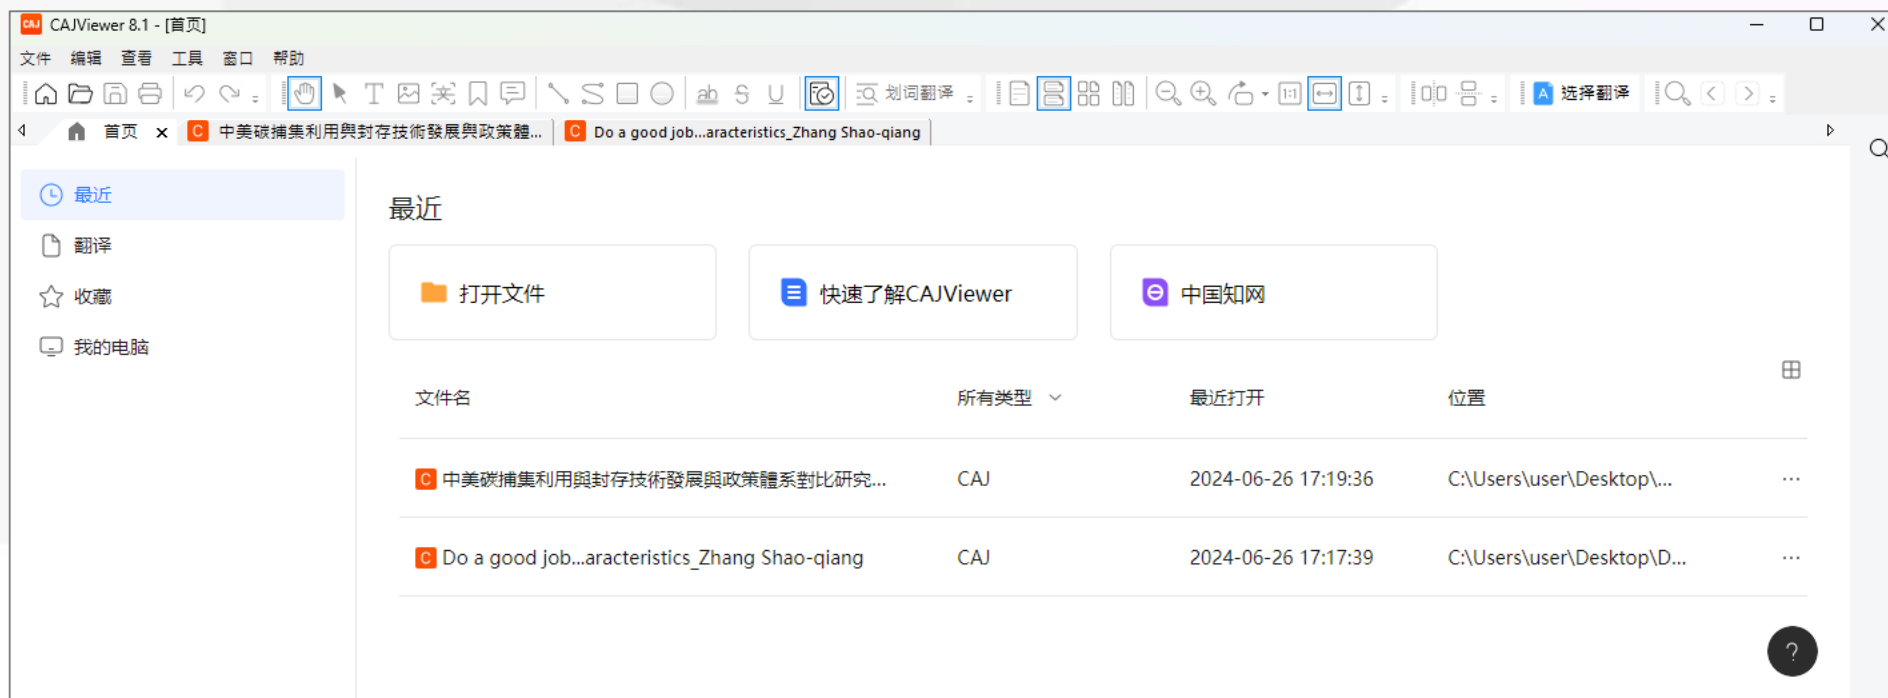 CAJ CAJViewer 8.1 - [首页]
文件 编辑 查看 工具 窗口 帮助
T ab S U 划词翻译 1:1 A 选择翻译
首页 C 中美碳捕集利用與封存技術發展與政策體... C Do a good job...aracteristics_Zhang Shao-qiang
最近
翻译
收藏
我的电脑
最近
打开文件 快速了解CAJViewer 中国知网
文件名 所有类型 最近打开 位置
C 中美碳捕集利用與封存技術發展與政策體系對比研究... CAJ 2024-06-26 17:19:36 C:\Users\user\Desktop\... ...
C Do a good job...aracteristics_Zhang Shao-qiang CAJ 2024-06-26 17:17:39 C:\Users\user\Desktop\D... ...
?